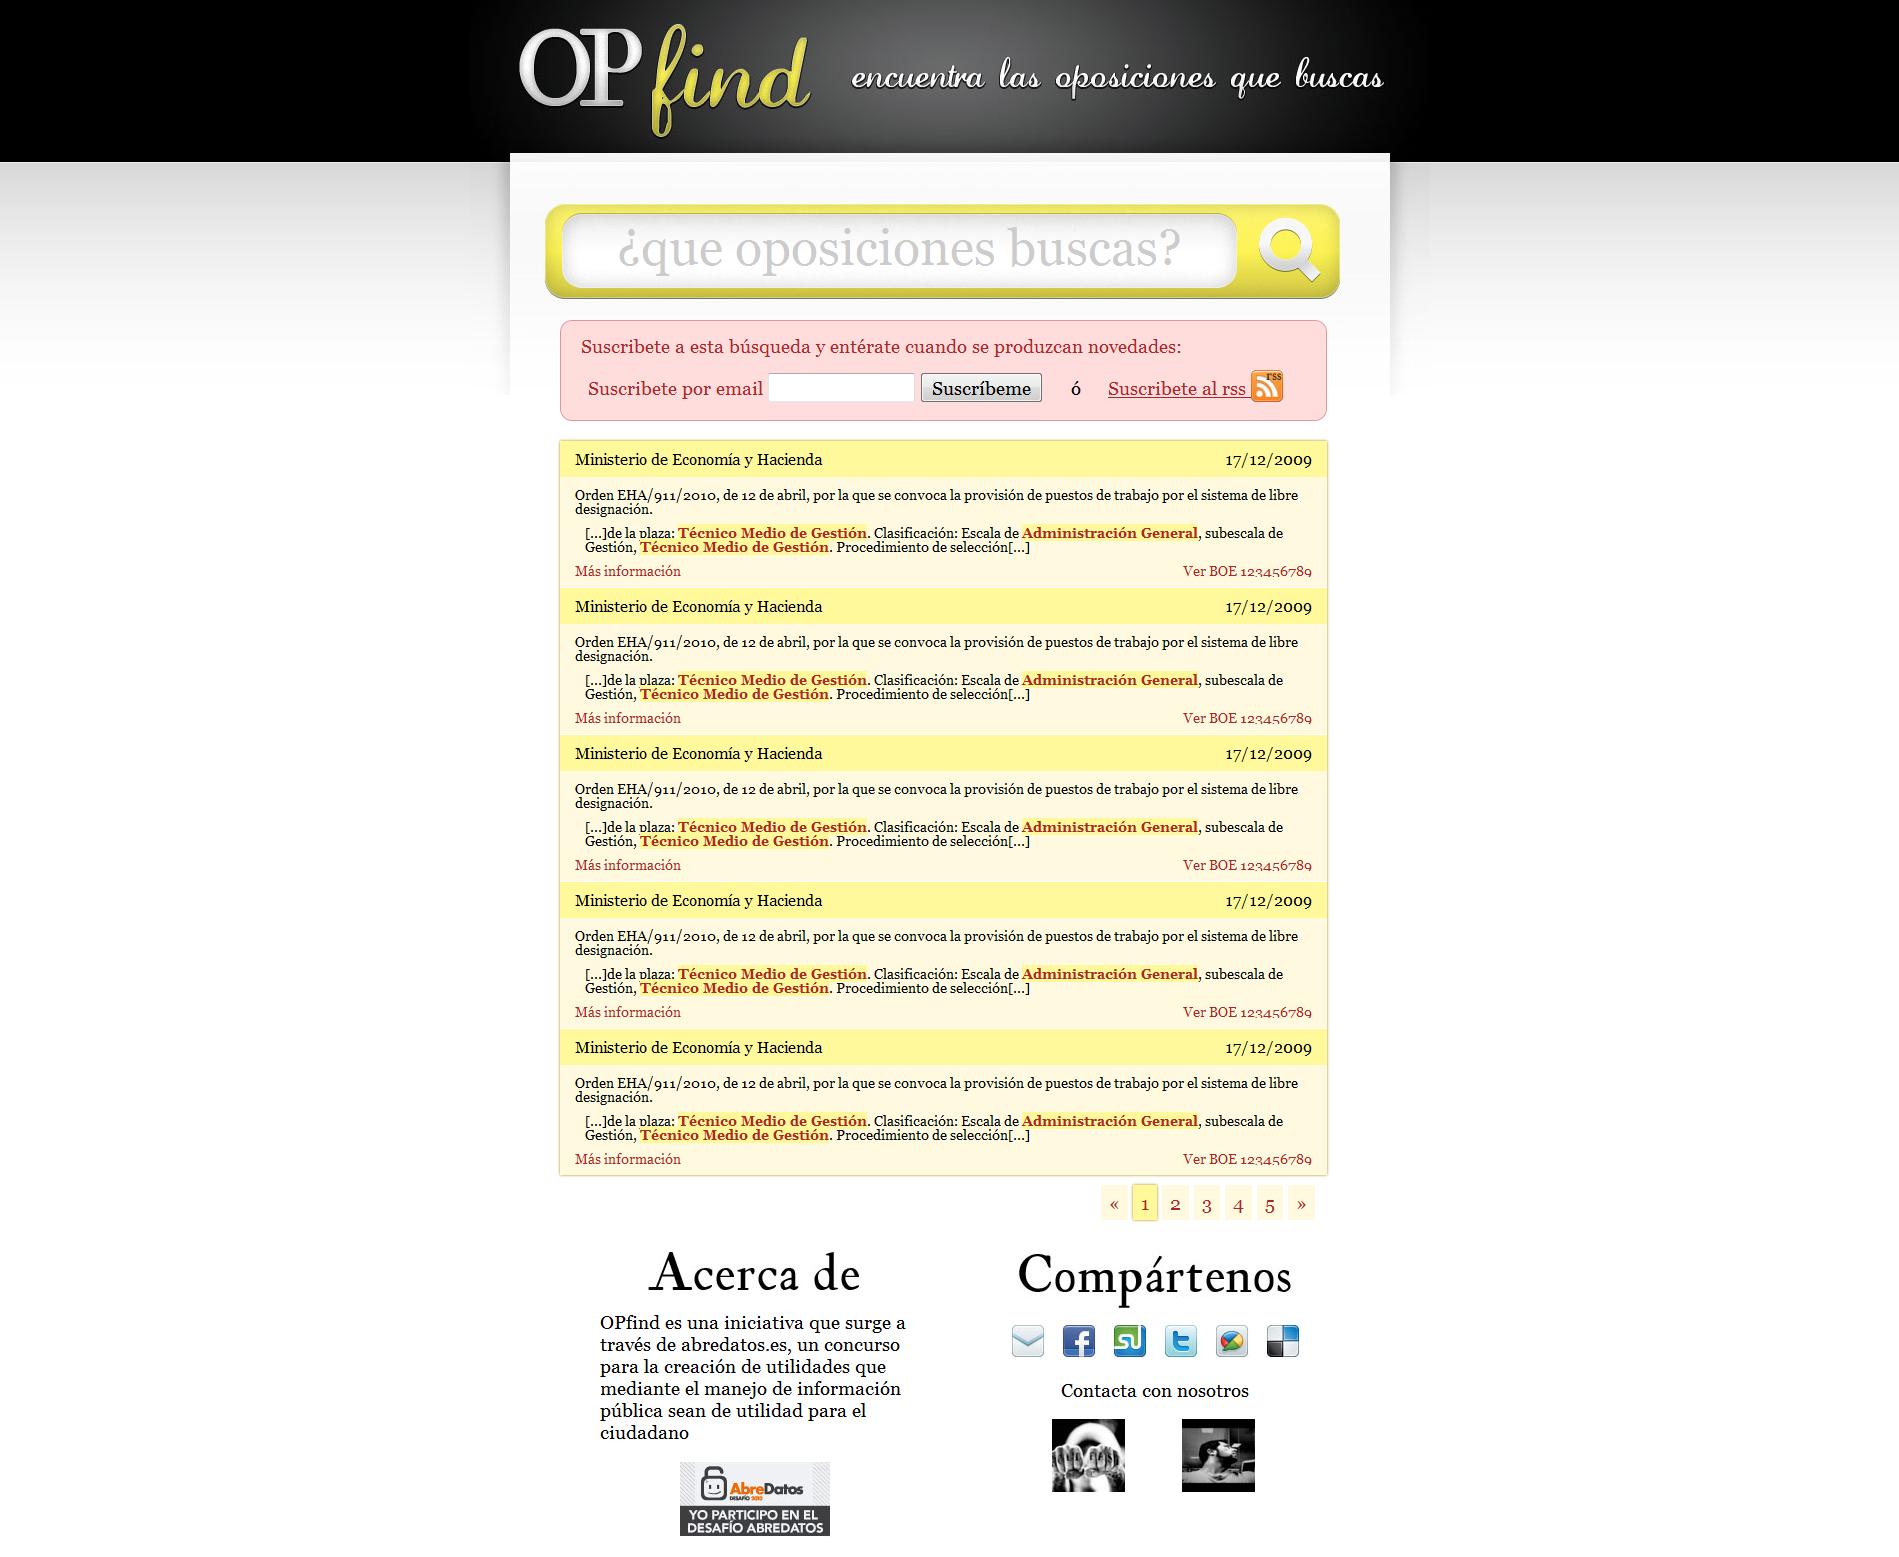 OPfind encuentra las oposiciones que buscas
¿que oposiciones buscas?
Suscribete a esta búsqueda y entérate cuando se produzcan novedades:
Suscribete por email Suscríbeme ó Suscribete al rss rss
Ministerio de Economía y Hacienda 17/12/2009
Orden EHA/911/2010, de 12 de abril, por la que se convoca la provisión de puestos de trabajo por el sistema de libre
designación.
[...]de la plaza: Técnico Medio de Gestión. Clasificación: Escala de Administración General, subescala de
Gestión, Técnico Medio de Gestión. Procedimiento de selección[...]
Más información Ver BOE 123456789
Ministerio de Economía y Hacienda 17/12/2009
Orden EHA/911/2010, de 12 de abril, por la que se convoca la provisión de puestos de trabajo por el sistema de libre
designación.
[...]de la plaza: Técnico Medio de Gestión. Clasificación: Escala de Administración General, subescala de
Gestión, Técnico Medio de Gestión. Procedimiento de selección[...]
Más información Ver BOE 123456789
Ministerio de Economía y Hacienda 17/12/2009
Orden EHA/911/2010, de 12 de abril, por la que se convoca la provisión de puestos de trabajo por el sistema de libre
designación.
[...]de la plaza: Técnico Medio de Gestión. Clasificación: Escala de Administración General, subescala de
Gestión, Técnico Medio de Gestión. Procedimiento de selección[...]
Más información Ver BOE 123456789
Ministerio de Economía y Hacienda 17/12/2009
Orden EHA/911/2010, de 12 de abril, por la que se convoca la provisión de puestos de trabajo por el sistema de libre
designación.
[...]de la plaza: Técnico Medio de Gestión. Clasificación: Escala de Administración General, subescala de
Gestión, Técnico Medio de Gestión. Procedimiento de selección[...]
Más información Ver BOE 123456789
Ministerio de Economía y Hacienda 17/12/2009
Orden EHA/911/2010, de 12 de abril, por la que se convoca la provisión de puestos de trabajo por el sistema de libre
designación.
[...]de la plaza: Técnico Medio de Gestión. Clasificación: Escala de Administración General, subescala de
Gestión, Técnico Medio de Gestión. Procedimiento de selección[...]
Más información Ver BOE 123456789
« 1 2 3 4 5 »
Acerca de
OPfind es una iniciativa que surge a
través de abredatos.es, un concurso
para la creación de utilidades que
mediante el manejo de información
pública sean de utilidad para el
ciudadano
AbreDatos
DESAFÍO 2010
YO PARTICIPO EN EL
DESAFÍO ABREDATOS
Compártenos
Contacta con nosotros